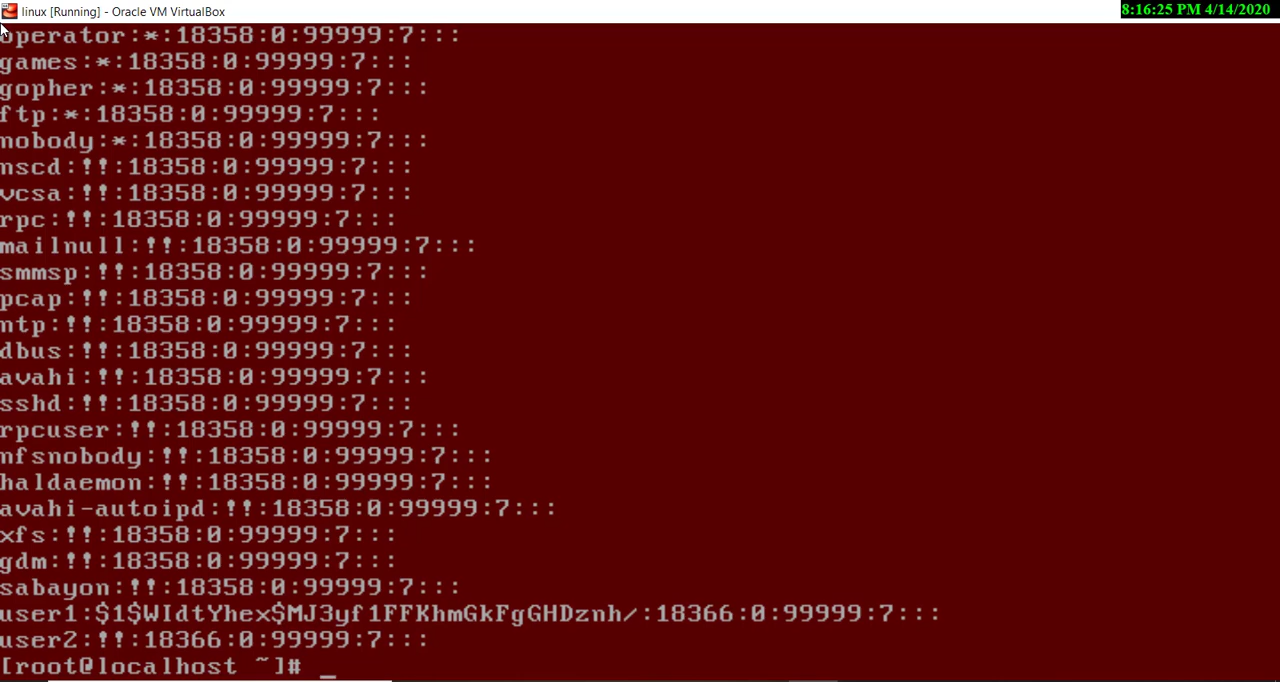 linux [Running] - Oracle VM VirtualBox
8:16:25 PM 4/14/2020
operator:*:18358:0:99999:7:::
games:*:18358:0:99999:7:::
gopher:*:18358:0:99999:7:::
ftp:*:18358:0:99999:7:::
nobody:*:18358:0:99999:7:::
nscd:!!:18358:0:99999:7:::
vcsa:!!:18358:0:99999:7:::
rpc:!!:18358:0:99999:7:::
mailnull:!!:18358:0:99999:7:::
smmsp:!!:18358:0:99999:7:::
pcap:!!:18358:0:99999:7:::
ntp:!!:18358:0:99999:7:::
dbus:!!:18358:0:99999:7:::
avahi:!!:18358:0:99999:7:::
sshd:!!:18358:0:99999:7:::
rpcuser:!!:18358:0:99999:7:::
nfsnobody:!!:18358:0:99999:7:::
haldaemon:!!:18358:0:99999:7:::
avahi-autoipd:!!:18358:0:99999:7:::
xfs:!!:18358:0:99999:7:::
gdm:!!:18358:0:99999:7:::
sabayon:!!:18358:0:99999:7:::
user1:$1$WIdtYhex$MJ3yf1FFKhmGkFgGHDznh/:18366:0:99999:7:::
user2:!!:18366:0:99999:7:::
[root@localhost ~]# _